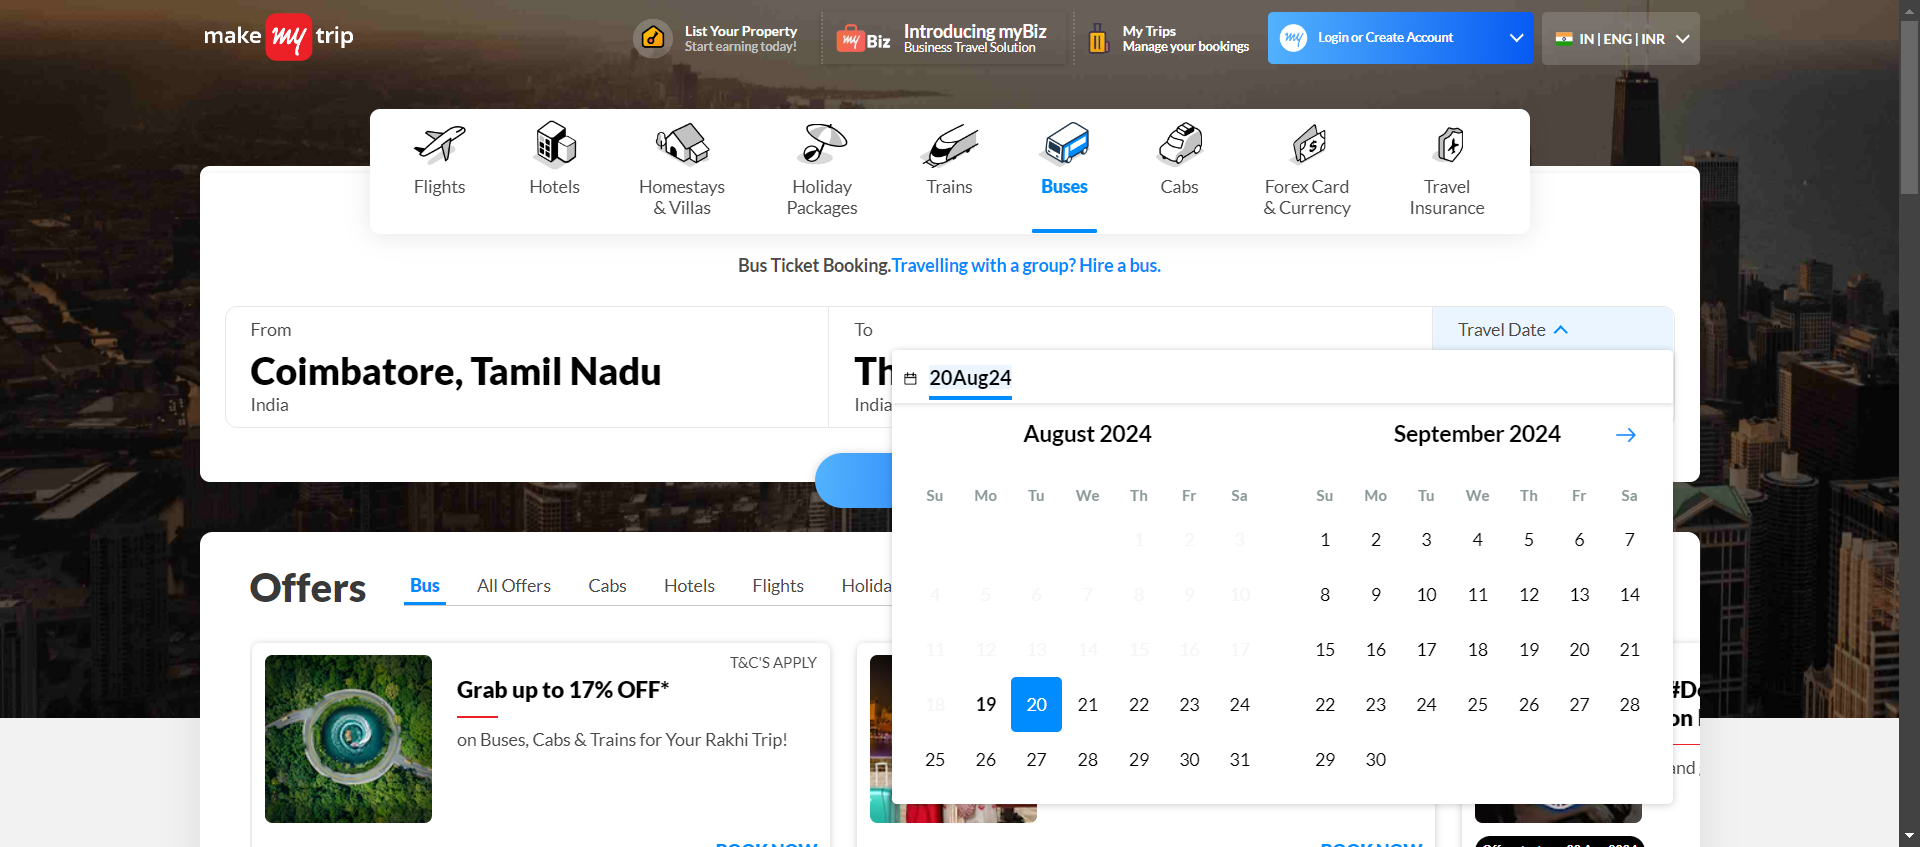 make my trip
List Your Property
Start earning today!
my Biz
Introducing myBiz
Business Travel Solution
My Trips
Manage your bookings
my
Login or Create Account
IN | ENG | INR
Flights
Hotels
Homestays
& Villas
Holiday
Packages
Trains
Buses
Cabs
Forex Card
& Currency
Travel
Insurance
Bus Ticket Booking.Travelling with a group? Hire a bus.
From
Coimbatore, Tamil Nadu
India
To
Th
India
Travel Date
20Aug24
August 2024
Su Mo Tu We Th Fr Sa
1 2 3
4 5 6 7 8 9 10
11 12 13 14 15 16 17
18 19 20 21 22 23 24
25 26 27 28 29 30 31
September 2024
Su Mo Tu We Th Fr Sa
1 2 3 4 5 6 7
8 9 10 11 12 13 14
15 16 17 18 19 20 21
22 23 24 25 26 27 28
29 30
Offers
Bus
All Offers
Cabs
Hotels
Flights
Holida
T&C'S APPLY
Grab up to 17% OFF*
on Buses, Cabs & Trains for Your Rakhi Trip!
BOOK NOW
BOOK NOW
on
and